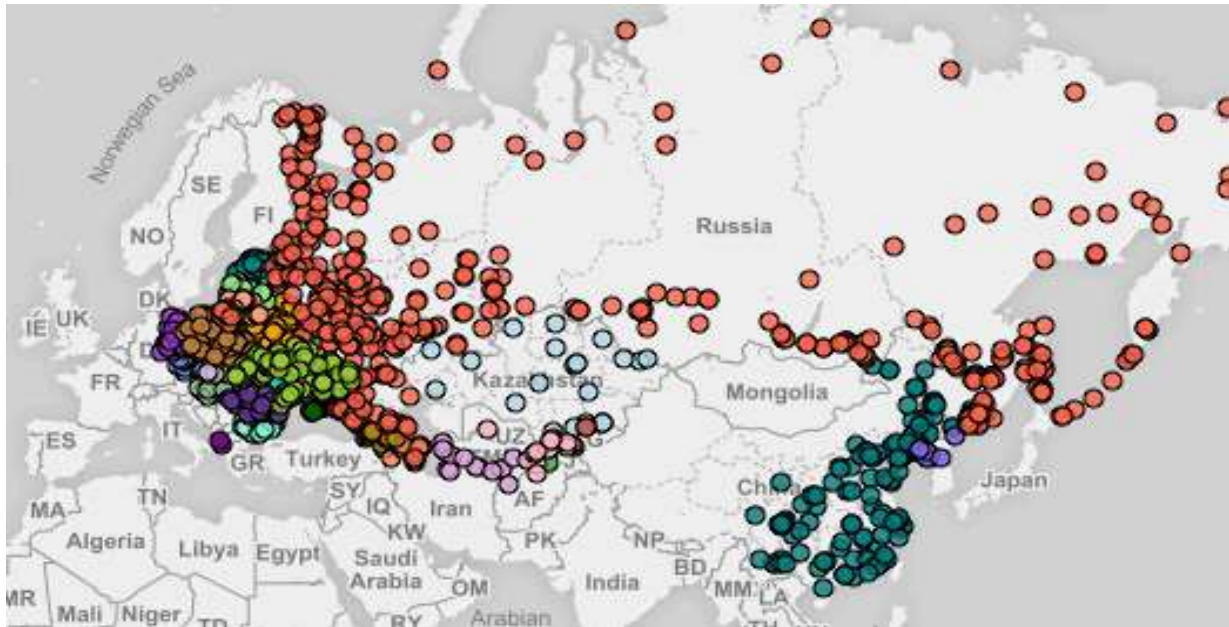 Norwegian Sea
SE
FI
NO
Russia
DK
IE
UK
FR
Kazakhstan
Mongolia
ES
IT
UZ
GR
Turkey
Japan
China
TN
SY
IQ
Iran
AF
MA
KW
PK
NP
Algeria
Libya
Egypt
Saudi
Arabia
BD
India
OM
MM
LA
MR
Mali
Niger
Arabian